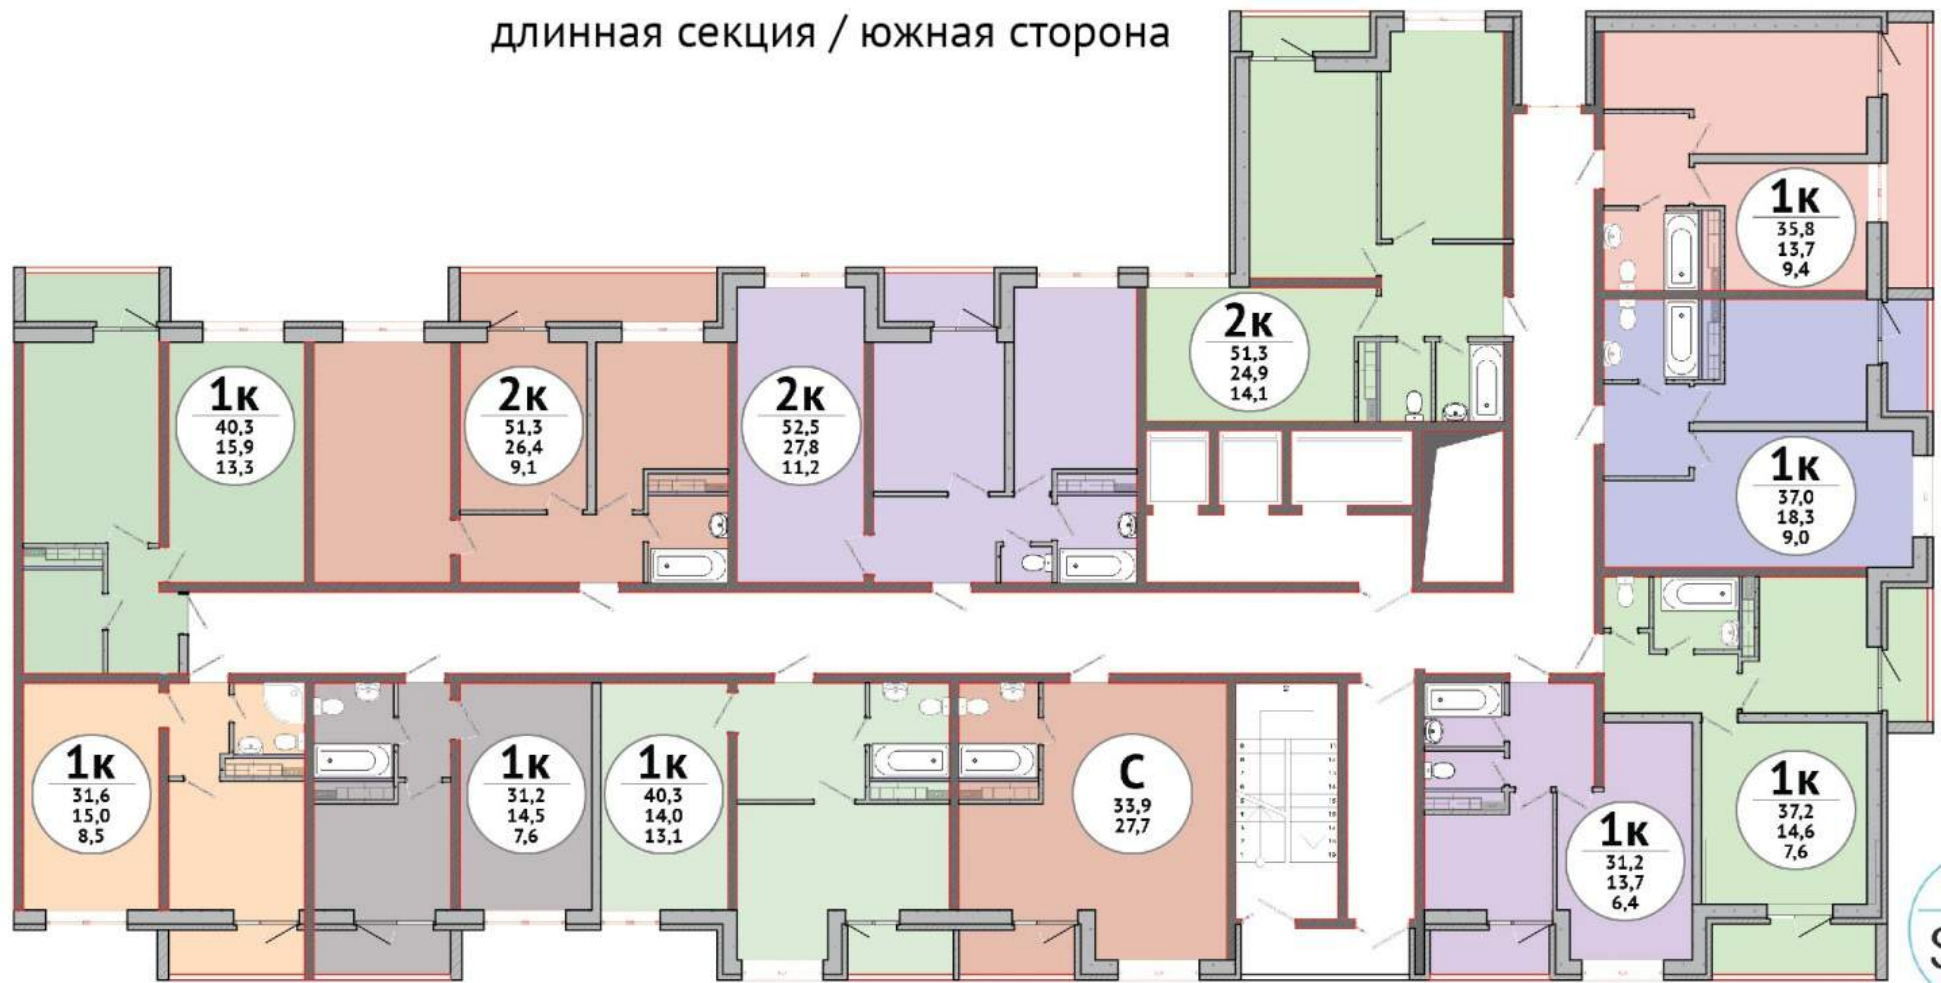 длинная секция / южная сторона
1к
35,8
13,7
9,4
2к
51,3
24,9
14,1
1к
40,3
15,9
13,3
2к
51,3
26,4
9,1
2к
52,5
27,8
11,2
1к
37,0
18,3
9,0
1к
31,6
15,0
8,5
1к
31,2
14,5
7,6
1к
40,3
14,0
13,1
С
33,9
27,7
1к
31,2
13,7
6,4
1к
37,2
14,6
7,6